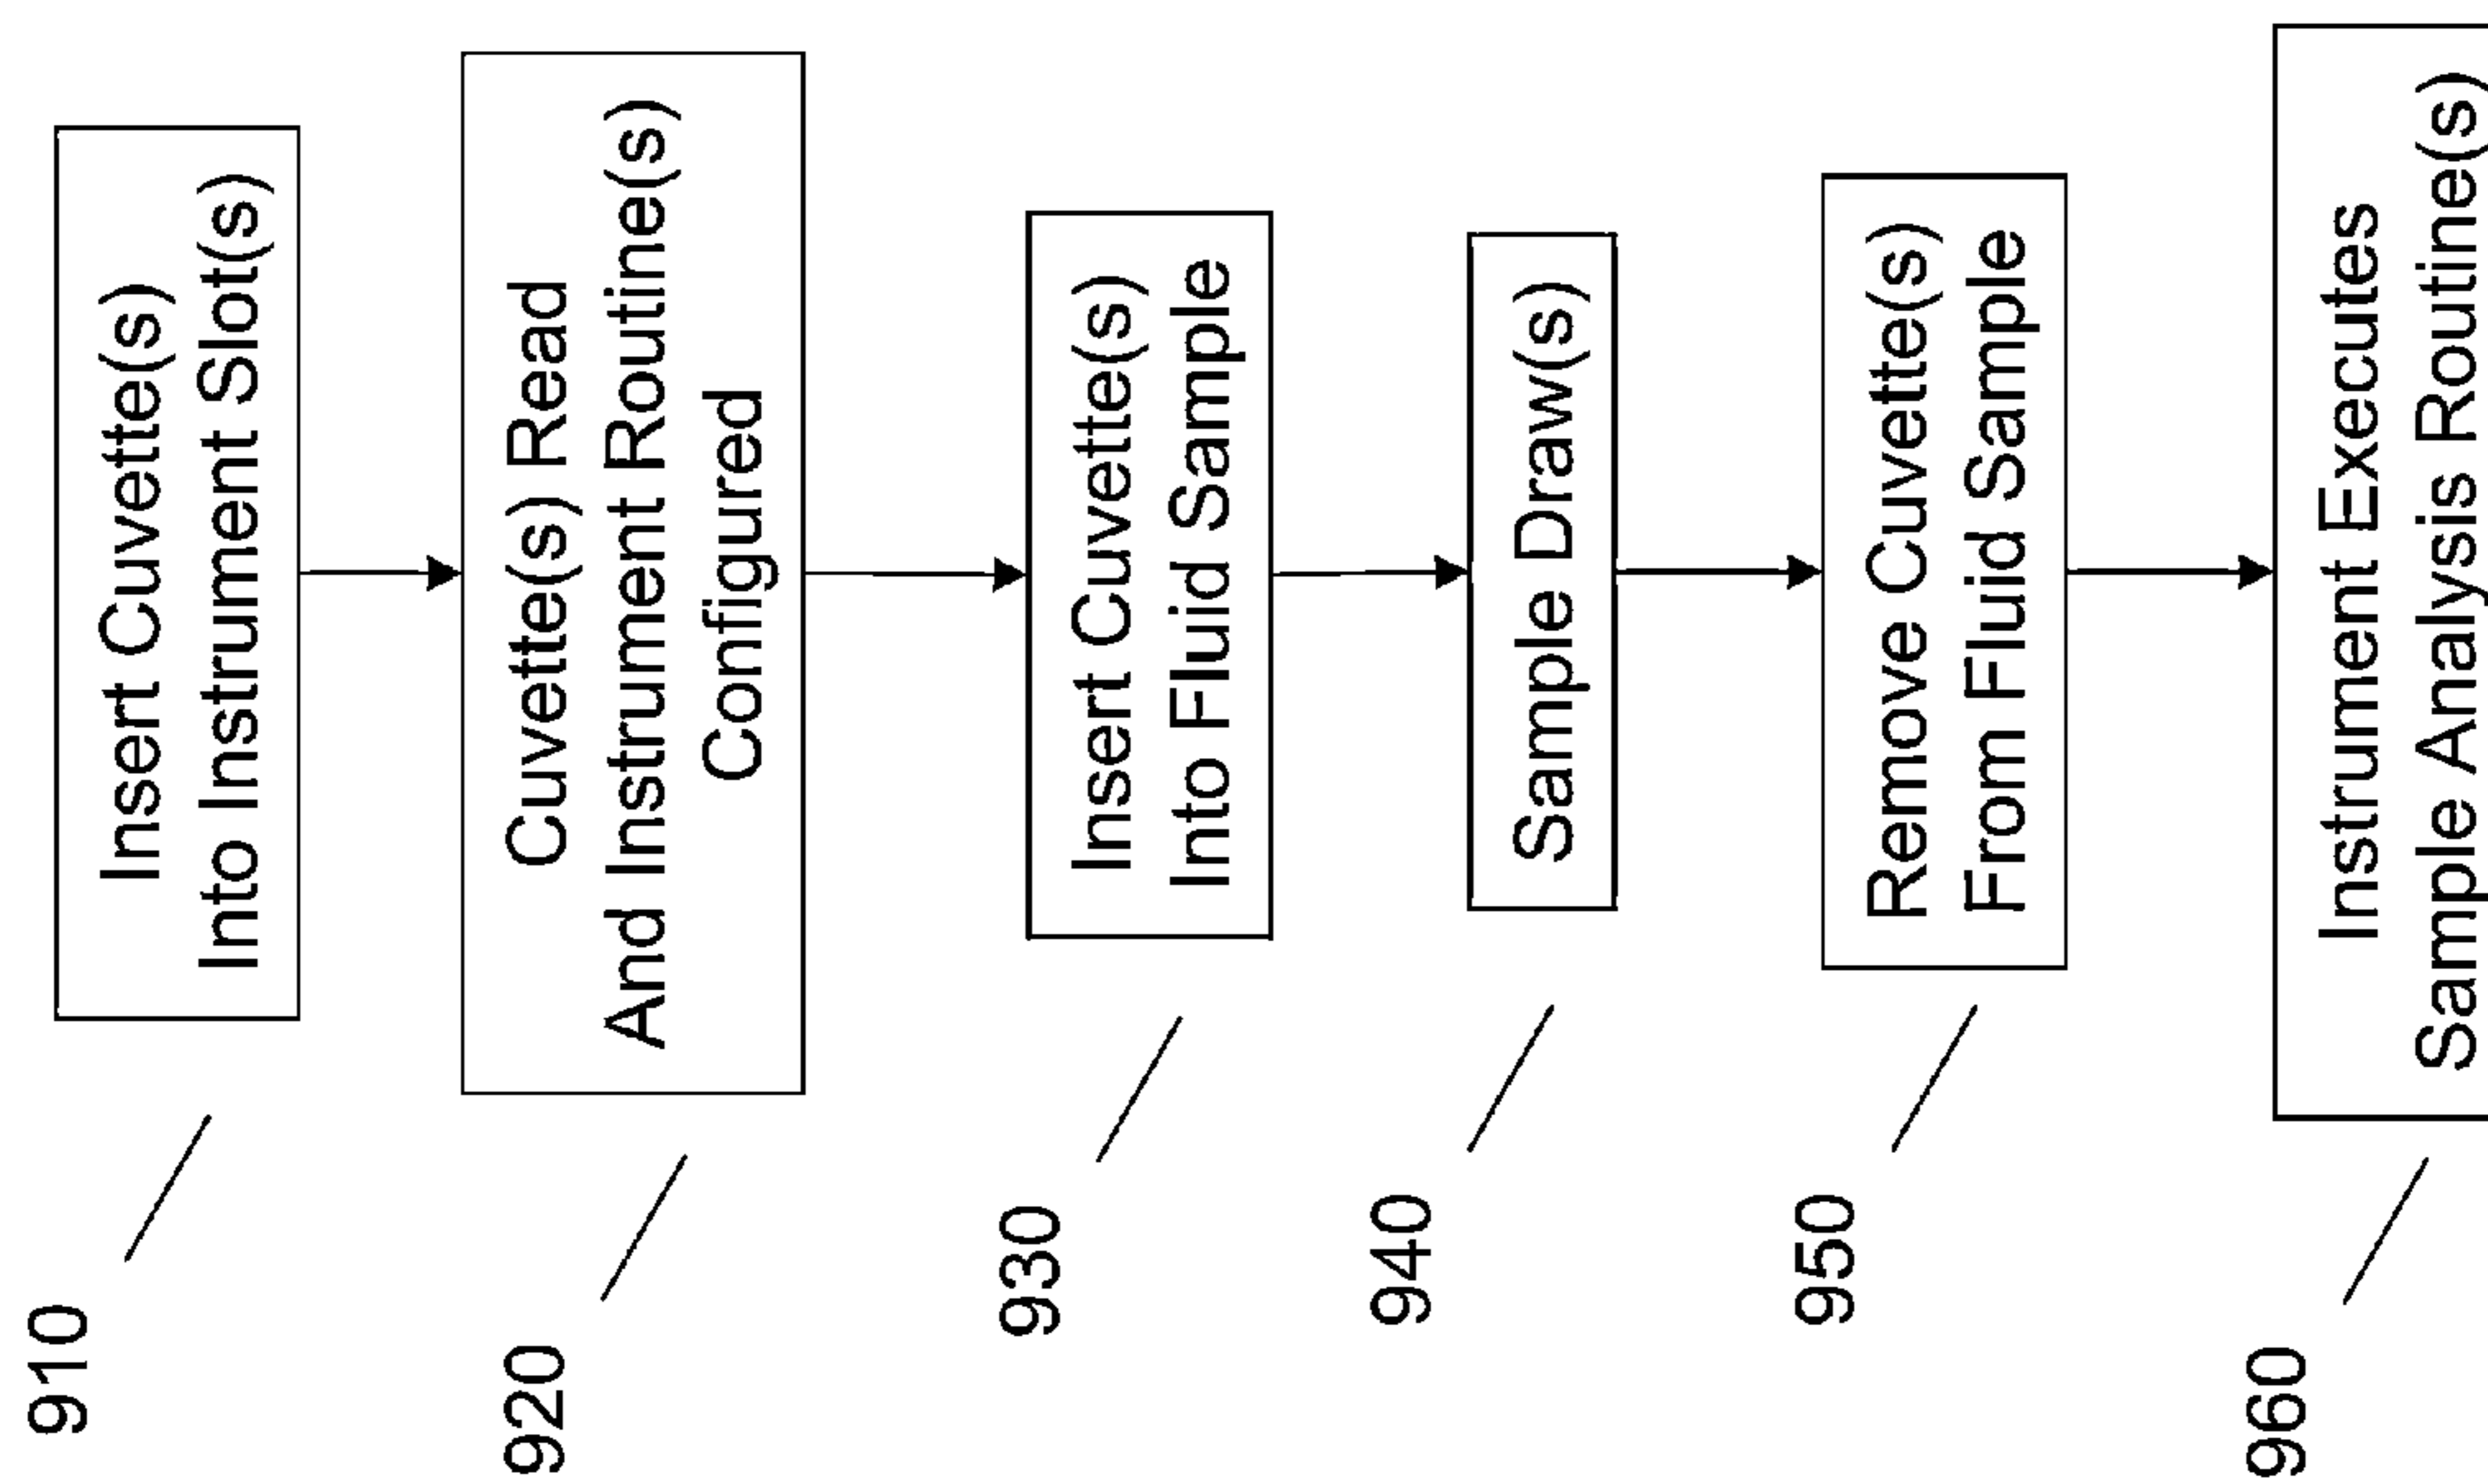 910
Insert Cuvette(s)
Into Instrument Slot(s)
920
Cuvette(s) Read
And Instrument Routine(s)
Configured
930
Insert Cuvette(s)
Into Fluid Sample
940
Sample Draw(s)
950
Remove Cuvette(s)
From Fluid Sample
960
Instrument Executes
Sample Analysis Routine(s)